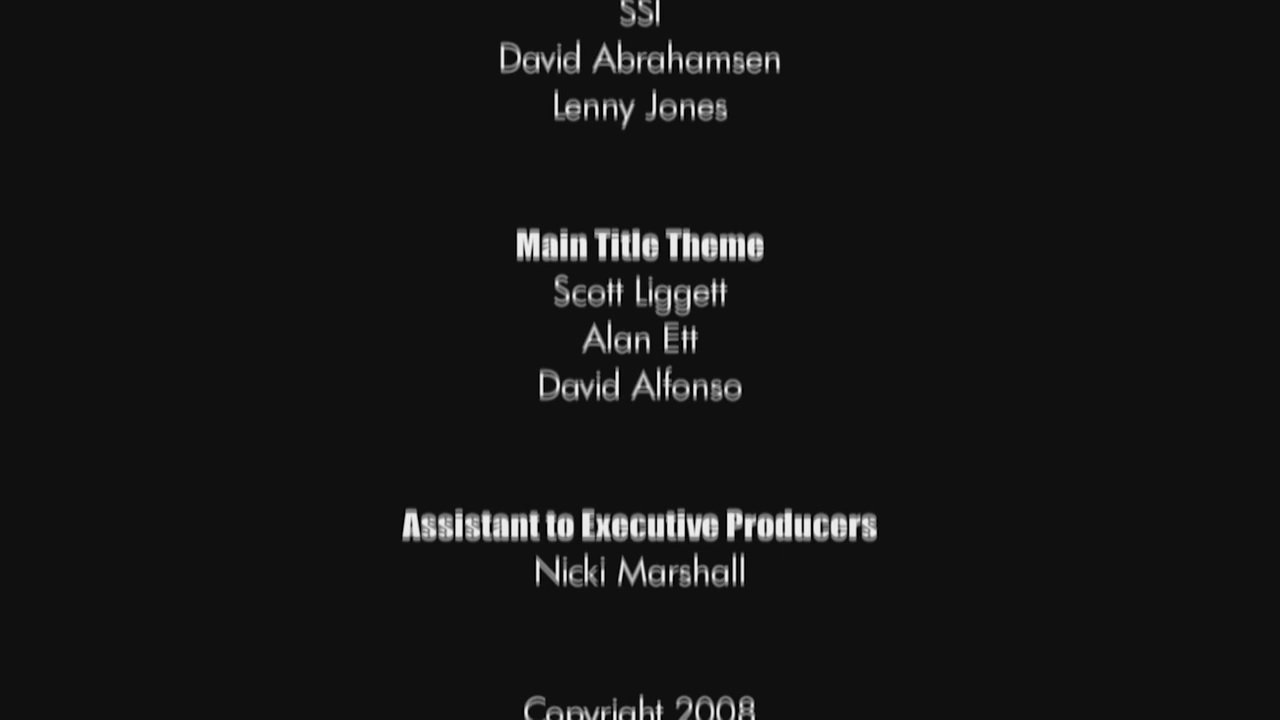 SSI
David Abrahamsen
Lenny Jones
Main Title Theme
Scott Liggett
Alan Ett
David Alfonso
Assistant to Executive Producers
Nicki Marshall
Copyright 2008